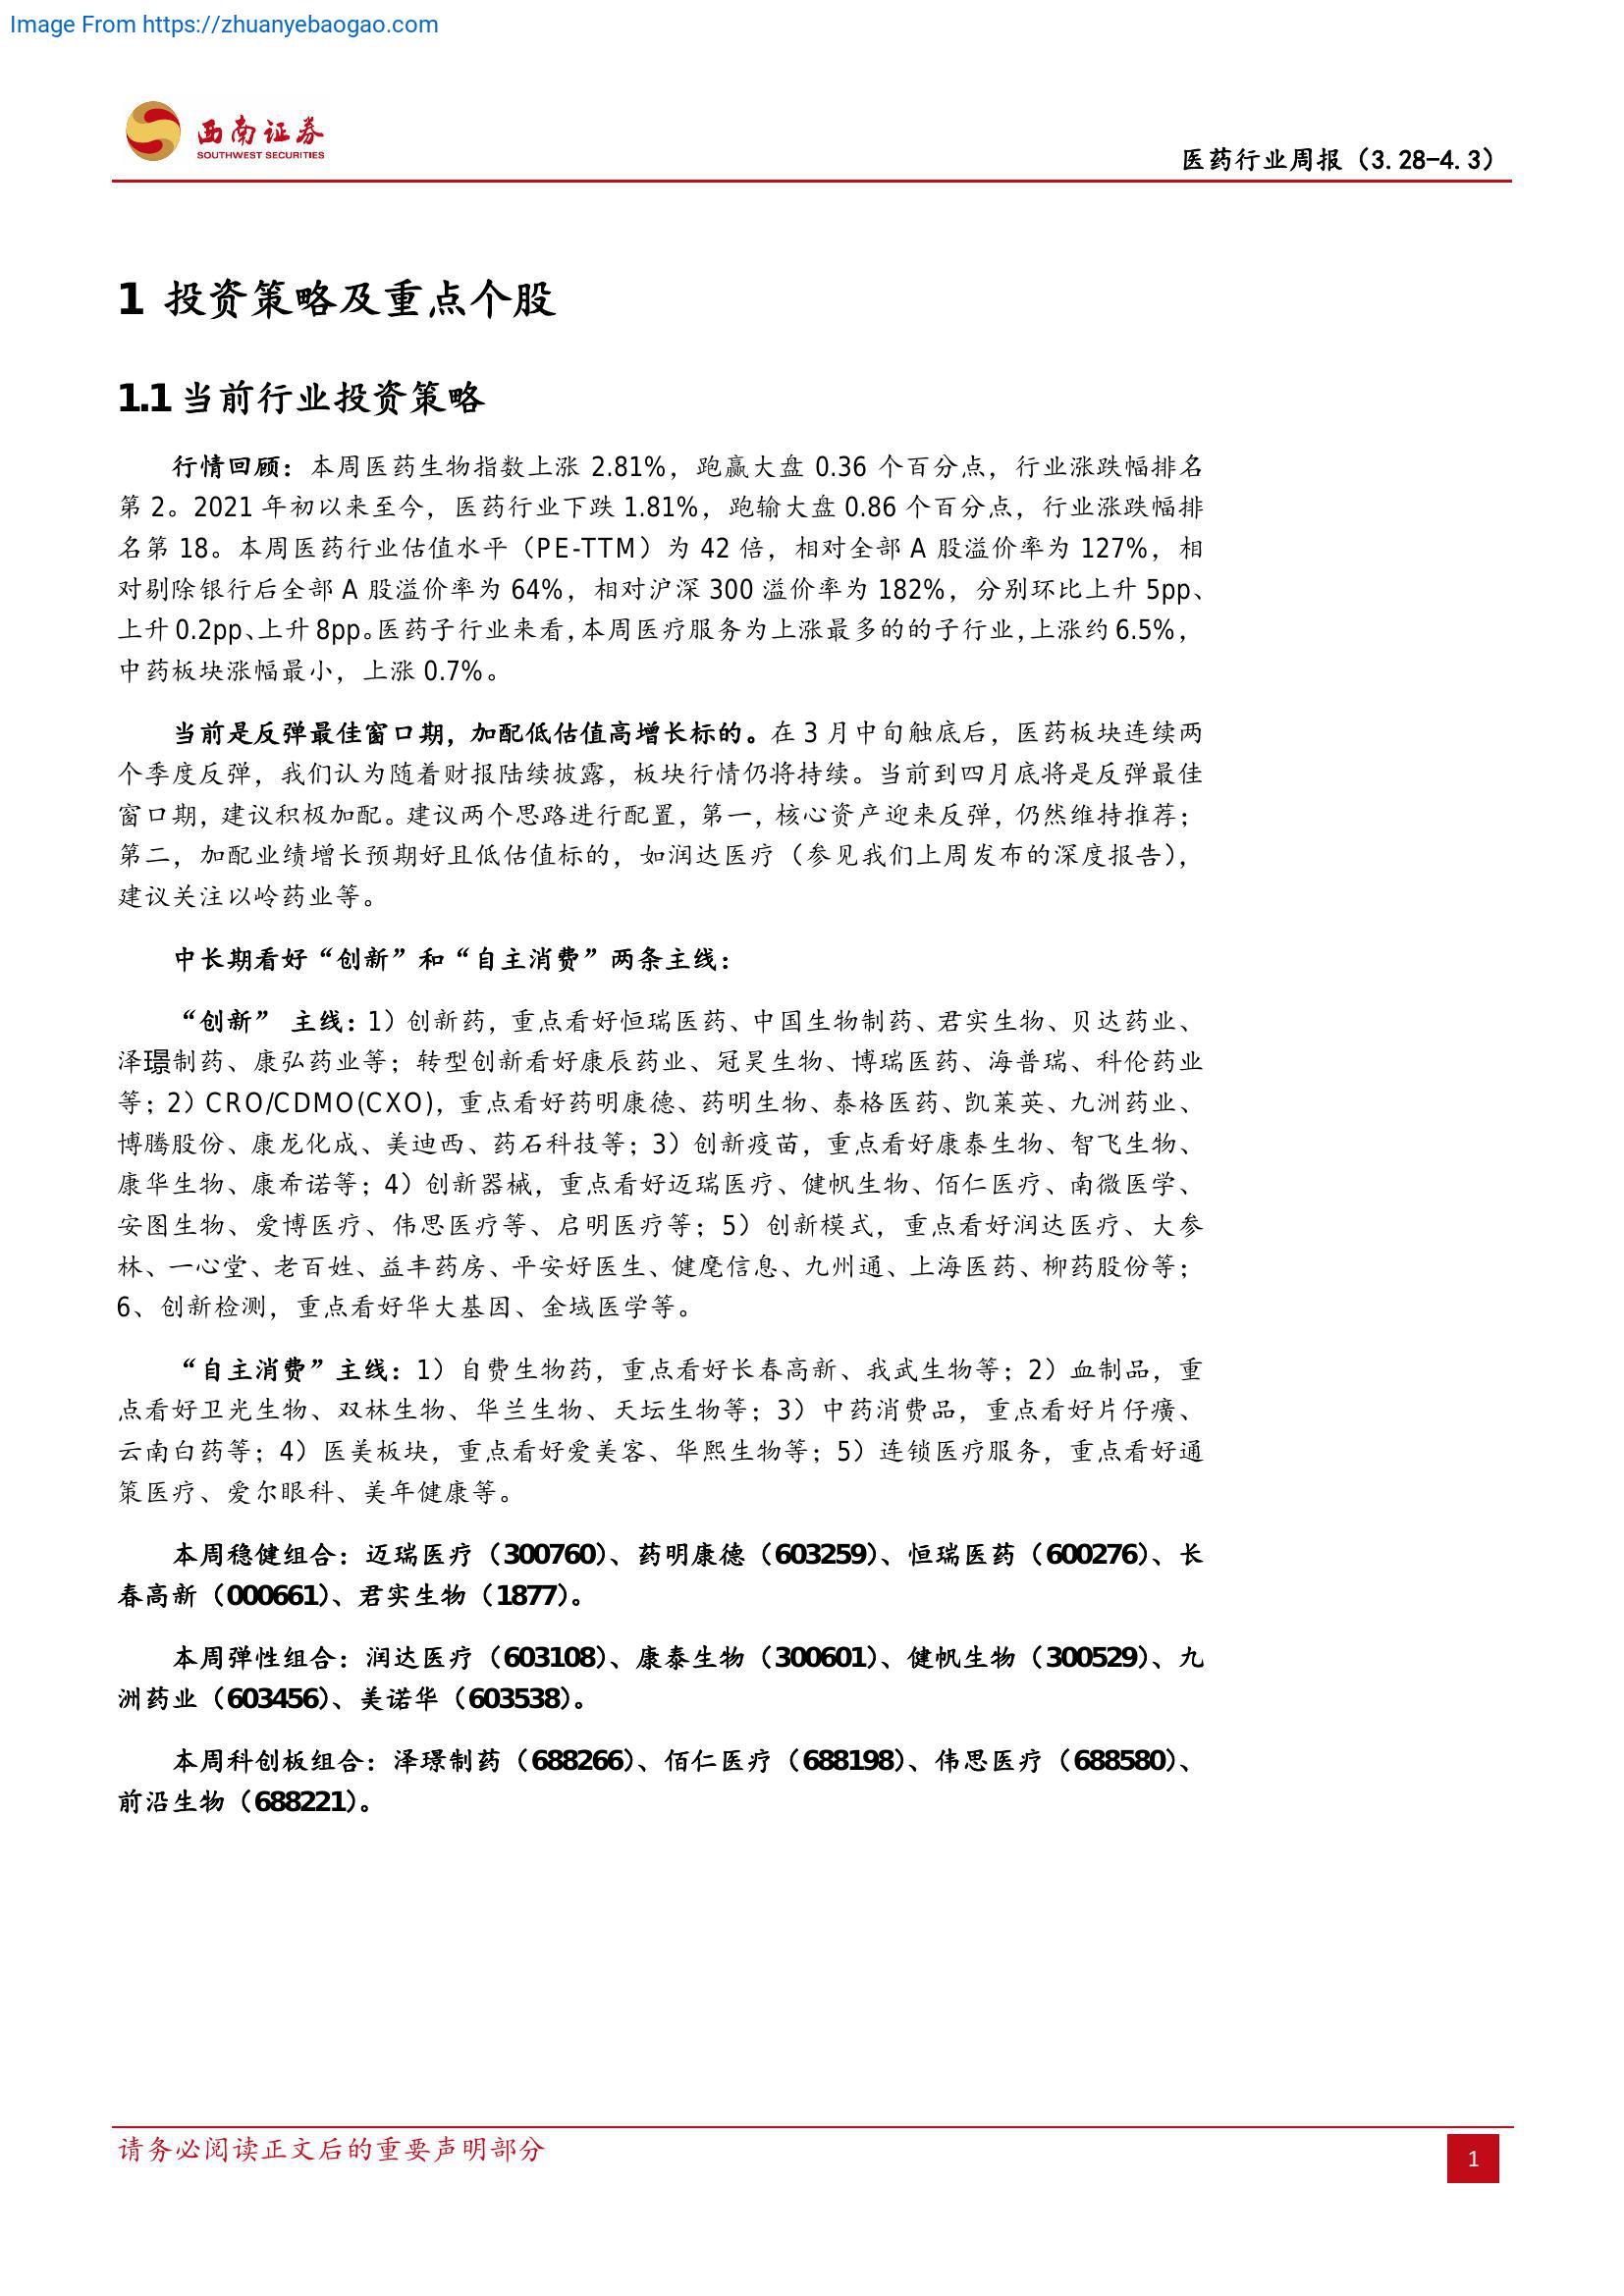 Image From https://zhuanyebaogao.com
西南证券
SOUTHWEST SECURITIES
医药行业周报（3.28-4.3）
1 投资策略及重点个股
1.1 当前行业投资策略
行情回顾：本周医药生物指数上涨 2.81%，跑赢大盘 0.36 个百分点，行业涨跌幅排名
第 2。2021 年初以来至今，医药行业下跌 1.81%，跑输大盘 0.86 个百分点，行业涨跌幅排
名第 18。本周医药行业估值水平（PE-TTM）为 42 倍，相对全部 A 股溢价率为 127%，相
对剔除银行后全部 A 股溢价率为 64%，相对沪深 300 溢价率为 182%，分别环比上升 5pp、
上升 0.2pp、上升 8pp。医药子行业来看，本周医疗服务为上涨最多的的子行业，上涨约 6.5%，
中药板块涨幅最小，上涨 0.7%。
当前是反弹最佳窗口期，加配低估值高增长标的。在 3 月中旬触底后，医药板块连续两
个季度反弹，我们认为随着财报陆续披露，板块行情仍将持续。当前到四月底将是反弹最佳
窗口期，建议积极加配。建议两个思路进行配置，第一，核心资产迎来反弹，仍然维持推荐；
第二，加配业绩增长预期好且低估值标的，如润达医疗（参见我们上周发布的深度报告），
建议关注以岭药业等。
中长期看好“创新”和“自主消费”两条主线：
“创新” 主线：1）创新药，重点看好恒瑞医药、中国生物制药、君实生物、贝达药业、
泽璟制药、康弘药业等；转型创新看好康辰药业、冠昊生物、博瑞医药、海普瑞、科伦药业
等；2）CRO/CDMO(CXO)，重点看好药明康德、药明生物、泰格医药、凯莱英、九洲药业、
博腾股份、康龙化成、美迪西、药石科技等；3）创新疫苗，重点看好康泰生物、智飞生物、
康华生物、康希诺等；4）创新器械，重点看好迈瑞医疗、健帆生物、佰仁医疗、南微医学、
安图生物、爱博医疗、伟思医疗等、启明医疗等；5）创新模式，重点看好润达医疗、大参
林、一心堂、老百姓、益丰药房、平安好医生、健麾信息、九州通、上海医药、柳药股份等；
6、创新检测，重点看好华大基因、金域医学等。
“自主消费”主线：1）自费生物药，重点看好长春高新、我武生物等；2）血制品，重
点看好卫光生物、双林生物、华兰生物、天坛生物等；3）中药消费品，重点看好片仔癀、
云南白药等；4）医美板块，重点看好爱美客、华熙生物等；5）连锁医疗服务，重点看好通
策医疗、爱尔眼科、美年健康等。
本周稳健组合：迈瑞医疗（300760）、药明康德（603259）、恒瑞医药（600276）、长
春高新（000661）、君实生物（1877）。
本周弹性组合：润达医疗（603108）、康泰生物（300601）、健帆生物（300529）、九
洲药业（603456）、美诺华（603538）。
本周科创板组合：泽璟制药（688266）、佰仁医疗（688198）、伟思医疗（688580）、
前沿生物（688221）。
请务必阅读正文后的重要声明部分
1